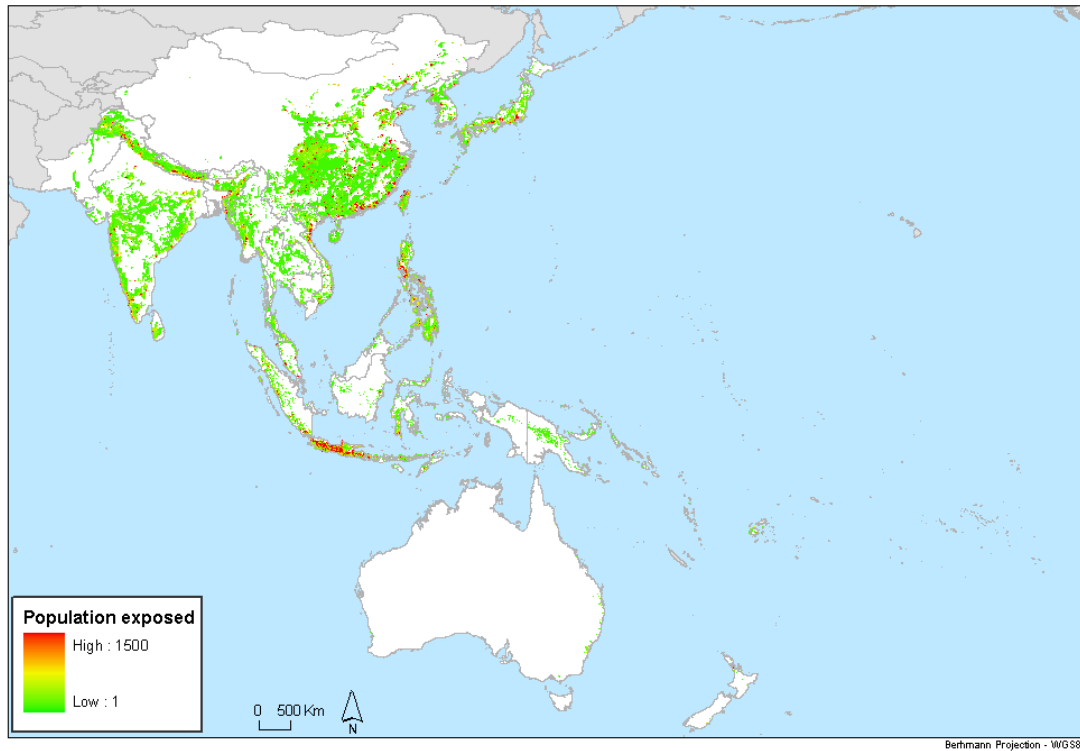 Population exposed
High : 1500
Low : 1
0 500 Km
N
Berhmann Projection - WGS8